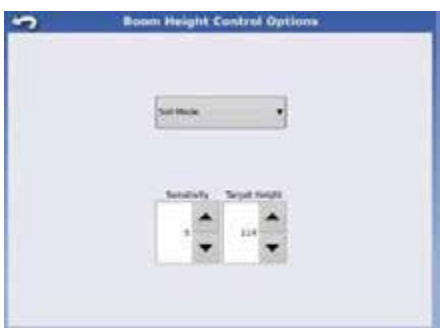 Boom Height Control Options
Soil Mode
Sensitivity Target Height
5 114